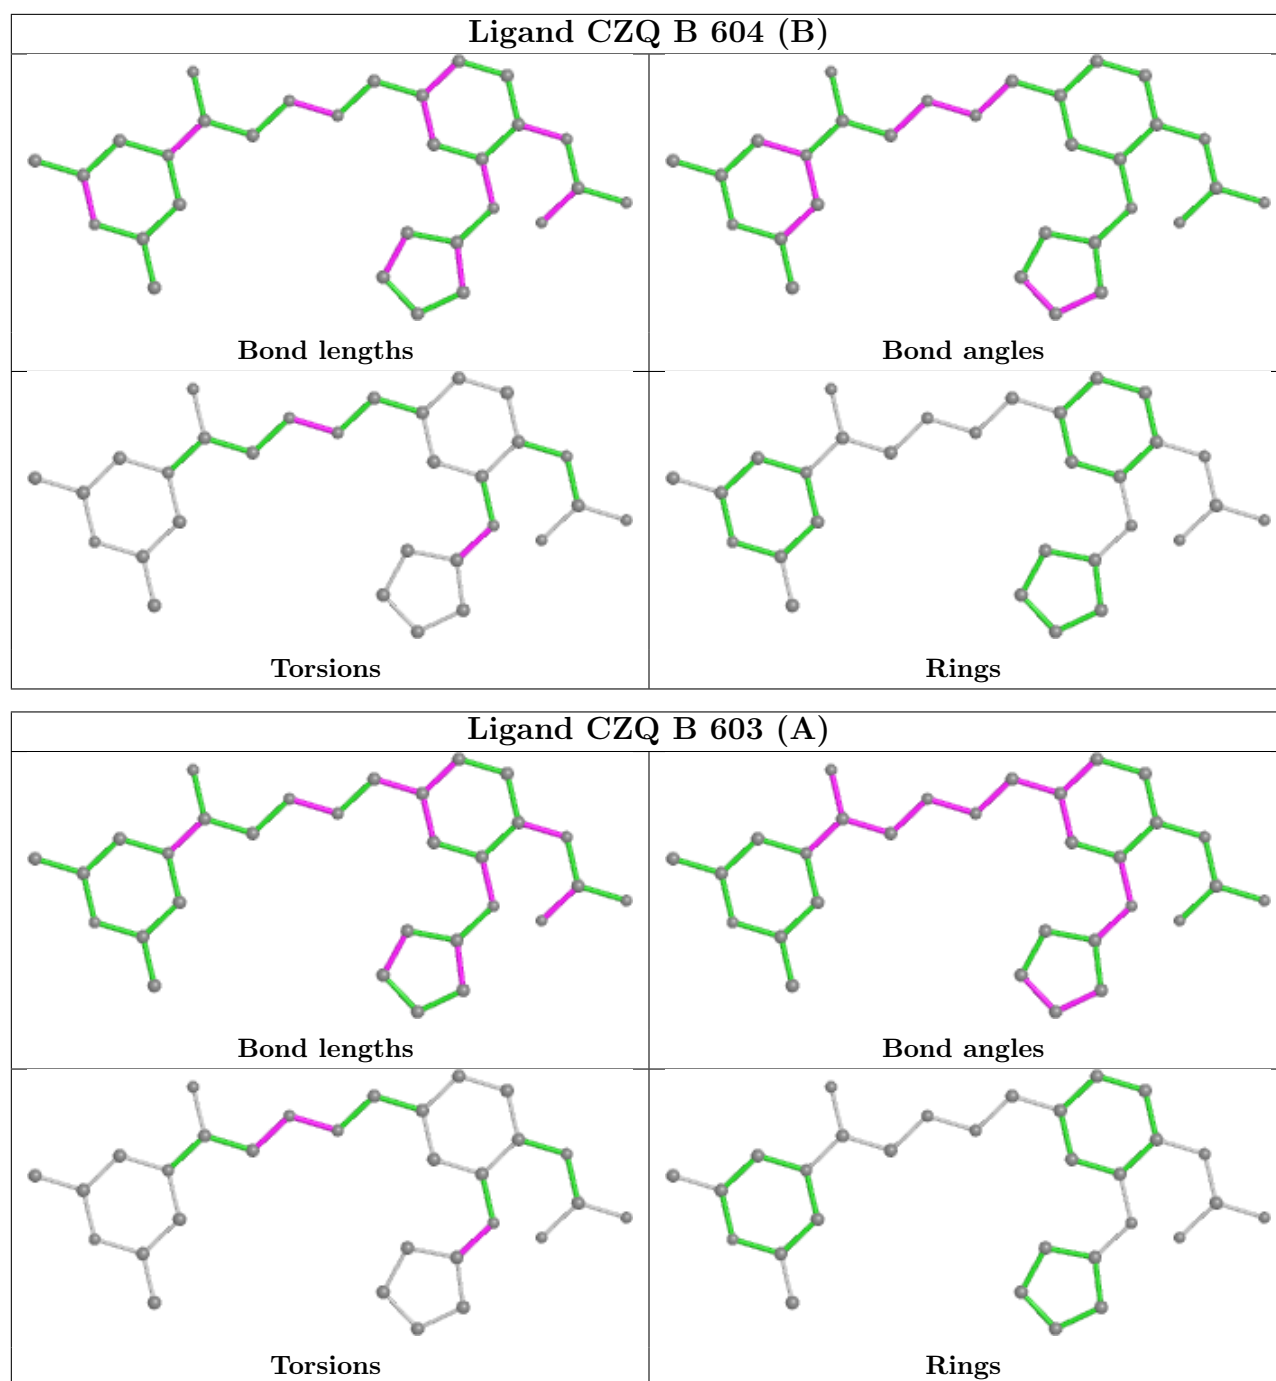 Ligand CZQ B 604 (B)
Bond lengths
Bond angles
Torsions
Rings
Ligand CZQ B 603 (A)
Bond lengths
Bond angles
Torsions
Rings